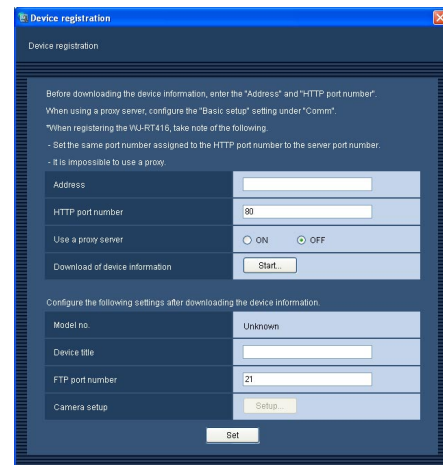 Device registration
Device registration
Before downloading the device information, enter the "Address" and "HTTP port number".
When using a proxy server, configure the "Basic setup" setting under "Comm".
*When registering the WJ-RT416, take note of the following.
- Set the same port number assigned to the HTTP port number to the server port number.
- It is impossible to use a proxy.
Address
HTTP port number 80
Use a proxy server ON OFF
Download of device information Start...
Configure the following settings after downloading the device information.
Model no. Unknown
Device title
FTP port number 21
Camera setup Setup...
Set